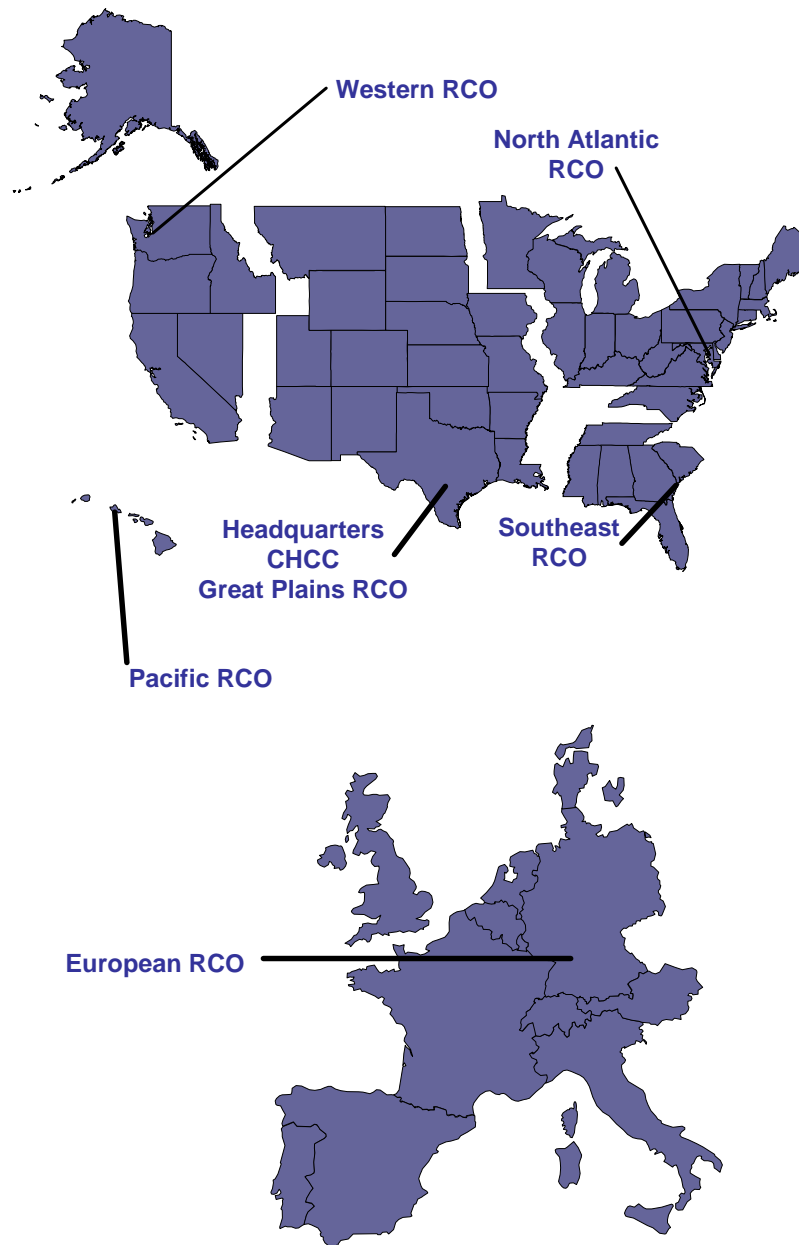 Western RCO
North Atlantic
RCO
Headquarters
CHCC
Great Plains RCO
Southeast
RCO
Pacific RCO
European RCO